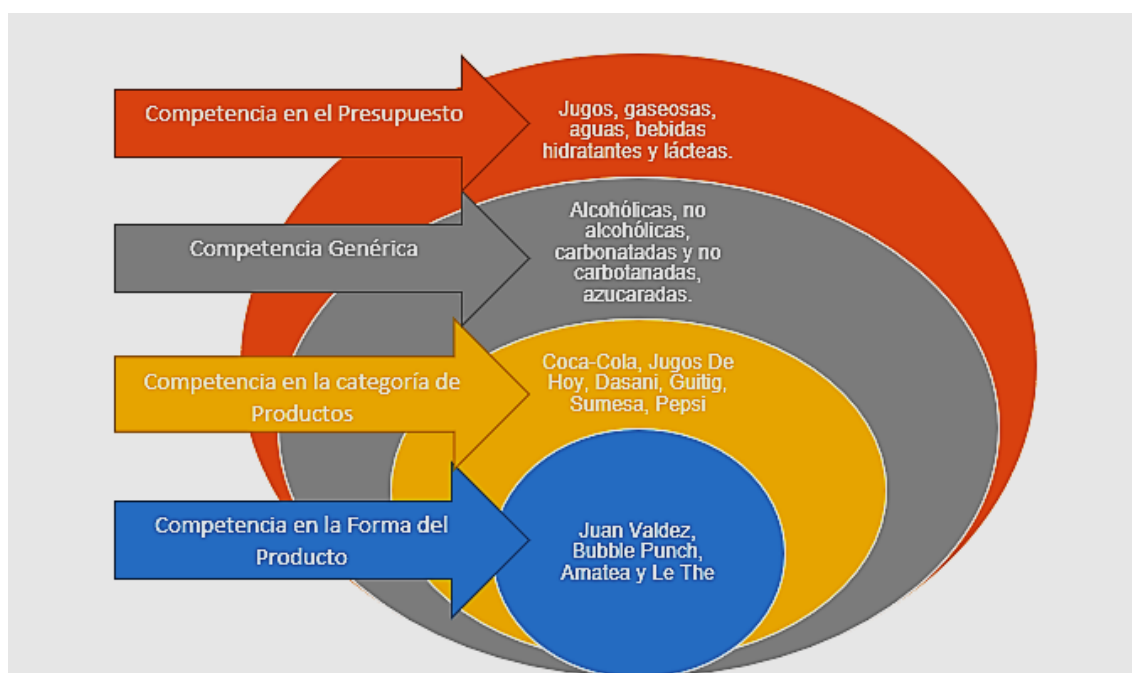 Competencia en el Presupuesto
Jugos, gaseosas,
aguas, bebidas
hidratantes y lácteas.
Competencia Genérica
Alcohólicas, no
alcohólicas,
carbonatadas y no
carbotanadas,
azucaradas.
Competencia en la categoría de
Productos
Coca-Cola, Jugos De
Hoy, Dasani, Guitig,
Sumesa, Pepsi
Competencia en la Forma del
Producto
Juan Valdez,
Bubble Punch,
Amatea y Le The